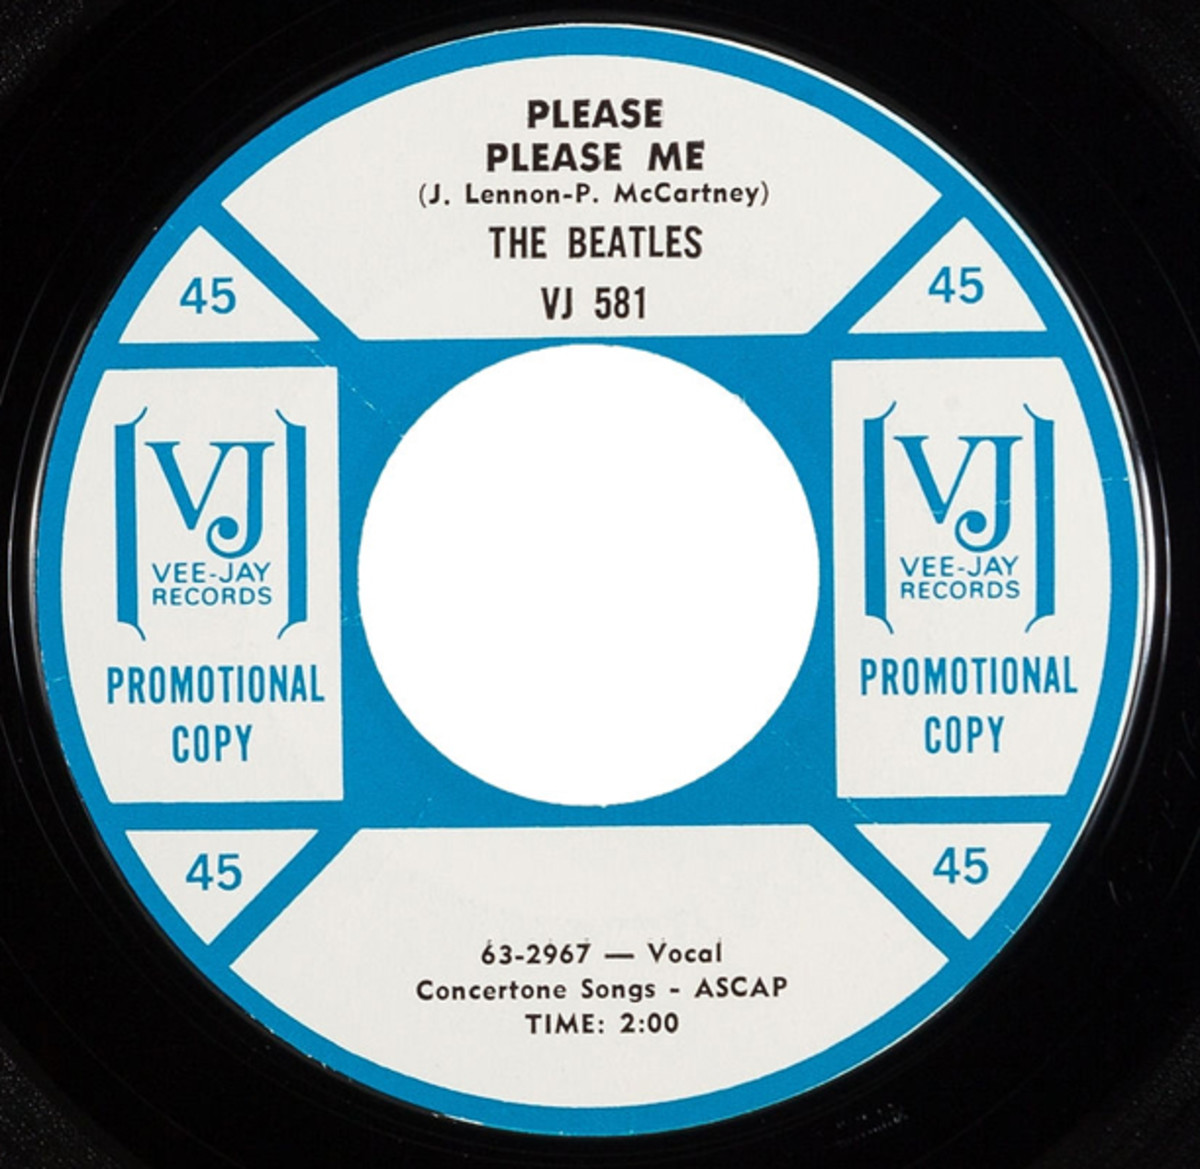 PLEASE
PLEASE ME
(J. Lennon-P. McCartney)
THE BEATLES
VJ 581
45
45
VJ
VEE-JAY
RECORDS
PROMOTIONAL
COPY
VJ
VEE-JAY
RECORDS
PROMOTIONAL
COPY
45
45
63-2967 — Vocal
Concertone Songs - ASCAP
TIME: 2:00